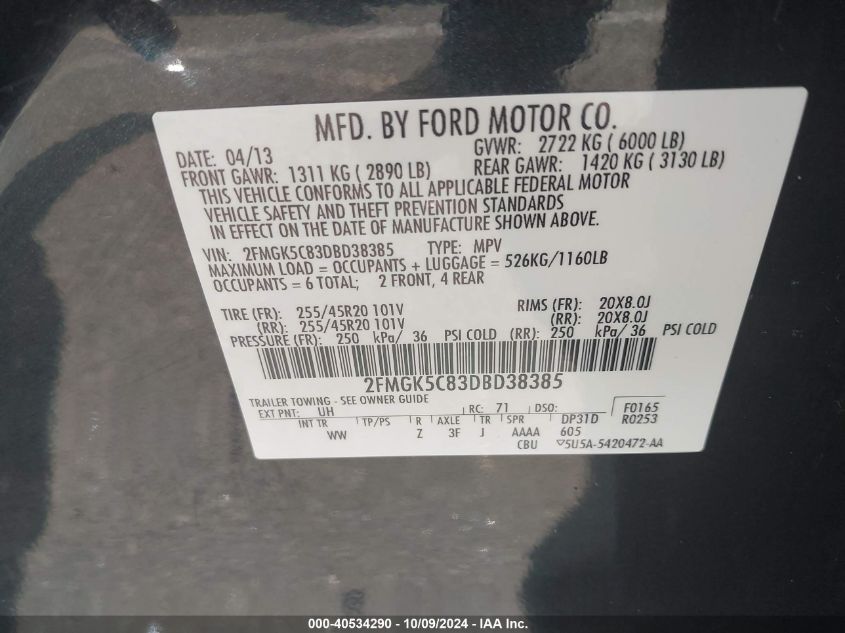 MFD. BY FORD MOTOR CO.
DATE: 04/13 GVWR: 2722 KG ( 6000 LB)
FRONT GAWR: 1311 KG ( 2890 LB) REAR GAWR: 1420 KG ( 3130 LB)
THIS VEHICLE CONFORMS TO ALL APPLICABLE FEDERAL MOTOR
VEHICLE SAFETY AND THEFT PREVENTION STANDARDS
IN EFFECT ON THE DATE OF MANUFACTURE SHOWN ABOVE.
VIN: 2FMGK5C83DBD38385 TYPE: MPV
MAXIMUM LOAD = OCCUPANTS + LUGGAGE = 526KG/1160LB
OCCUPANTS = 6 TOTAL; 2 FRONT, 4 REAR
TIRE (FR): 255/45R20 101V RIMS (FR): 20X8.0J
(RR): 255/45R20 101V (RR): 20X8.0J
PRESSURE (FR): 250 kPa/ 36 PSI COLD (RR): 250 kPa/ 36 PSI COLD
2FMGK5C83DBD38385
TRAILER TOWING - SEE OWNER GUIDE
EXT PNT: UH RC: 71 DSO: F0165
INT TR TP/PS R AXLE TR SPR DP31D R0253
WW Z 3F J AAAA 605
CBU 5U5A-5420472-AA
000-40534290 - 10/09/2024 - IAA Inc.